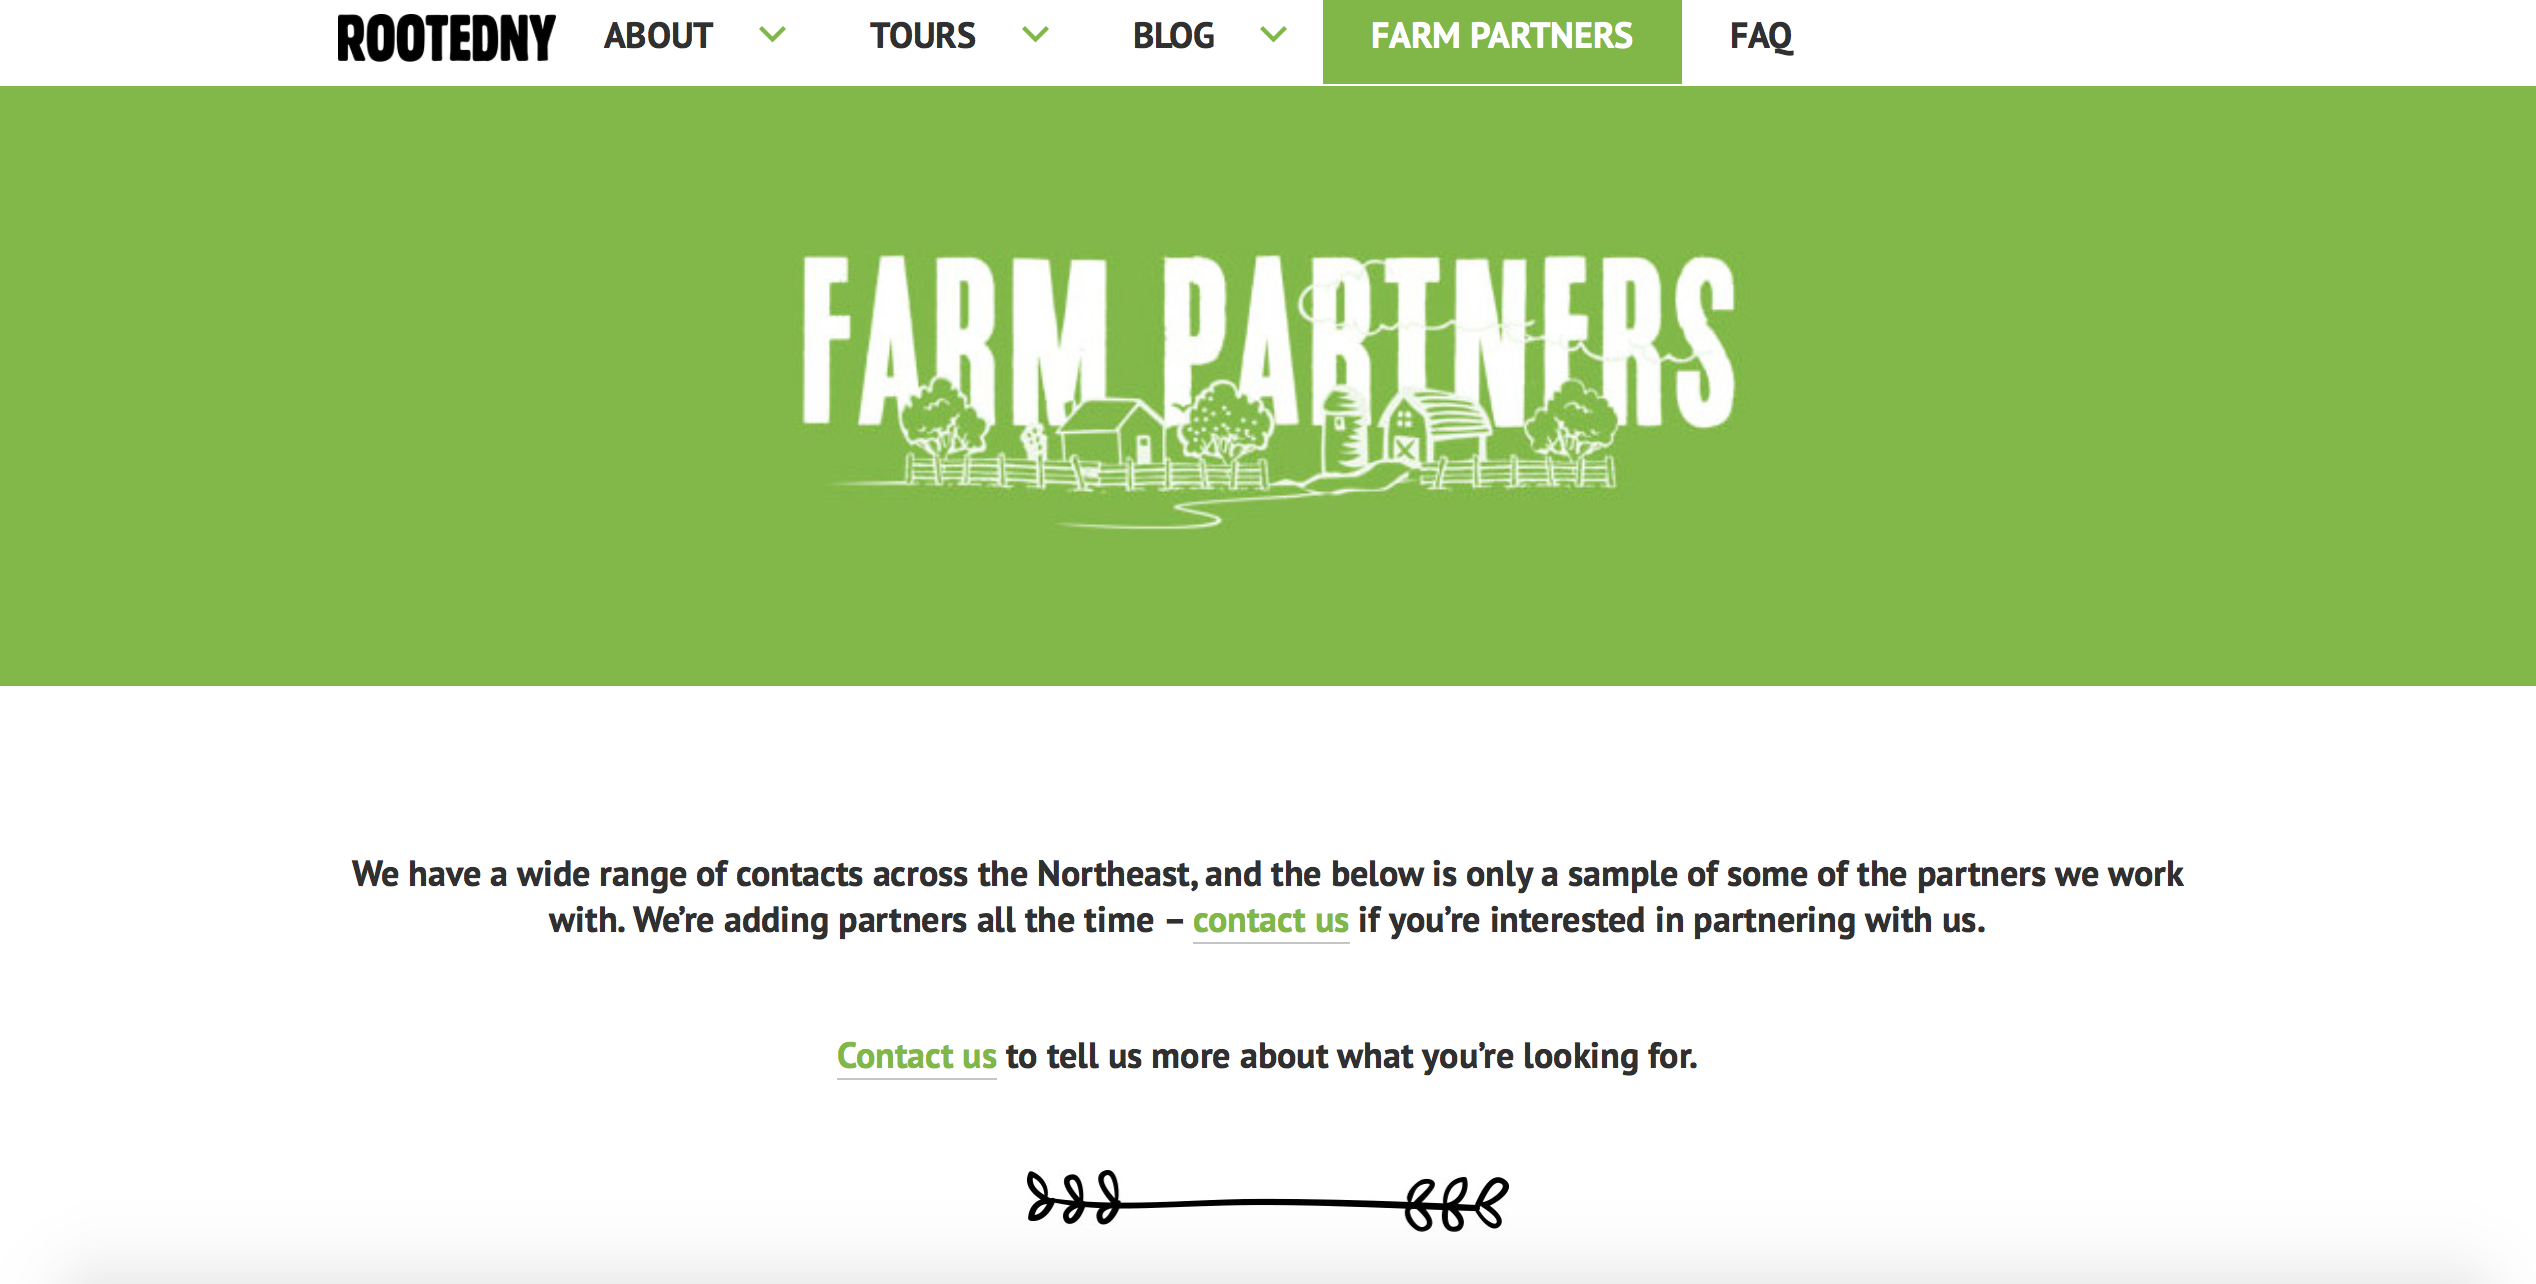 ROOTEDNY ABOUT TOURS BLOG FARM PARTNERS FAQ
FARM PARTNERS
We have a wide range of contacts across the Northeast, and the below is only a sample of some of the partners we work
with. We’re adding partners all the time – contact us if you’re interested in partnering with us.
Contact us to tell us more about what you’re looking for.